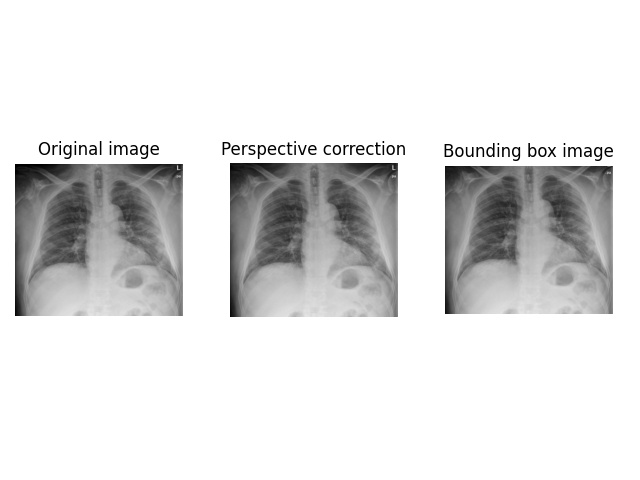 Original image
Perspective correction
Bounding box image
L
L